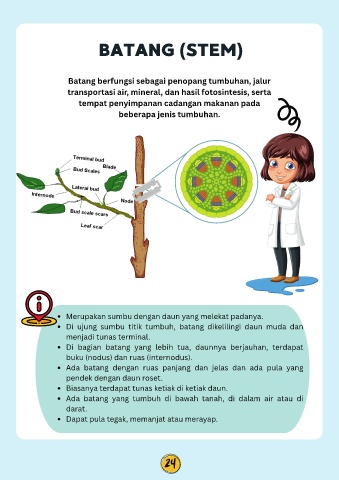 BATANG (STEM)
Batang berfungsi sebagai penopang tumbuhan, jalur
transportasi air, mineral, dan hasil fotosintesis, serta
tempat penyimpanan cadangan makanan pada
beberapa jenis tumbuhan.
Terminal bud
Blade
Bud Scales
Lateral bud
Internode
Node
Bud scale scars
Leaf scar
• Merupakan sumbu dengan daun yang melekat padanya.
• Di ujung sumbu titik tumbuh, batang dikelilingi daun muda dan
menjadi tunas terminal.
• Di bagian batang yang lebih tua, daunnya berjauhan, terdapat
buku (nodus) dan ruas (internodus).
• Ada batang dengan ruas panjang dan jelas dan ada pula yang
pendek dengan daun roset.
• Biasanya terdapat tunas ketiak di ketiak daun.
• Ada batang yang tumbuh di bawah tanah, di dalam air atau di
darat.
• Dapat pula tegak, memanjat atau merayap.
24